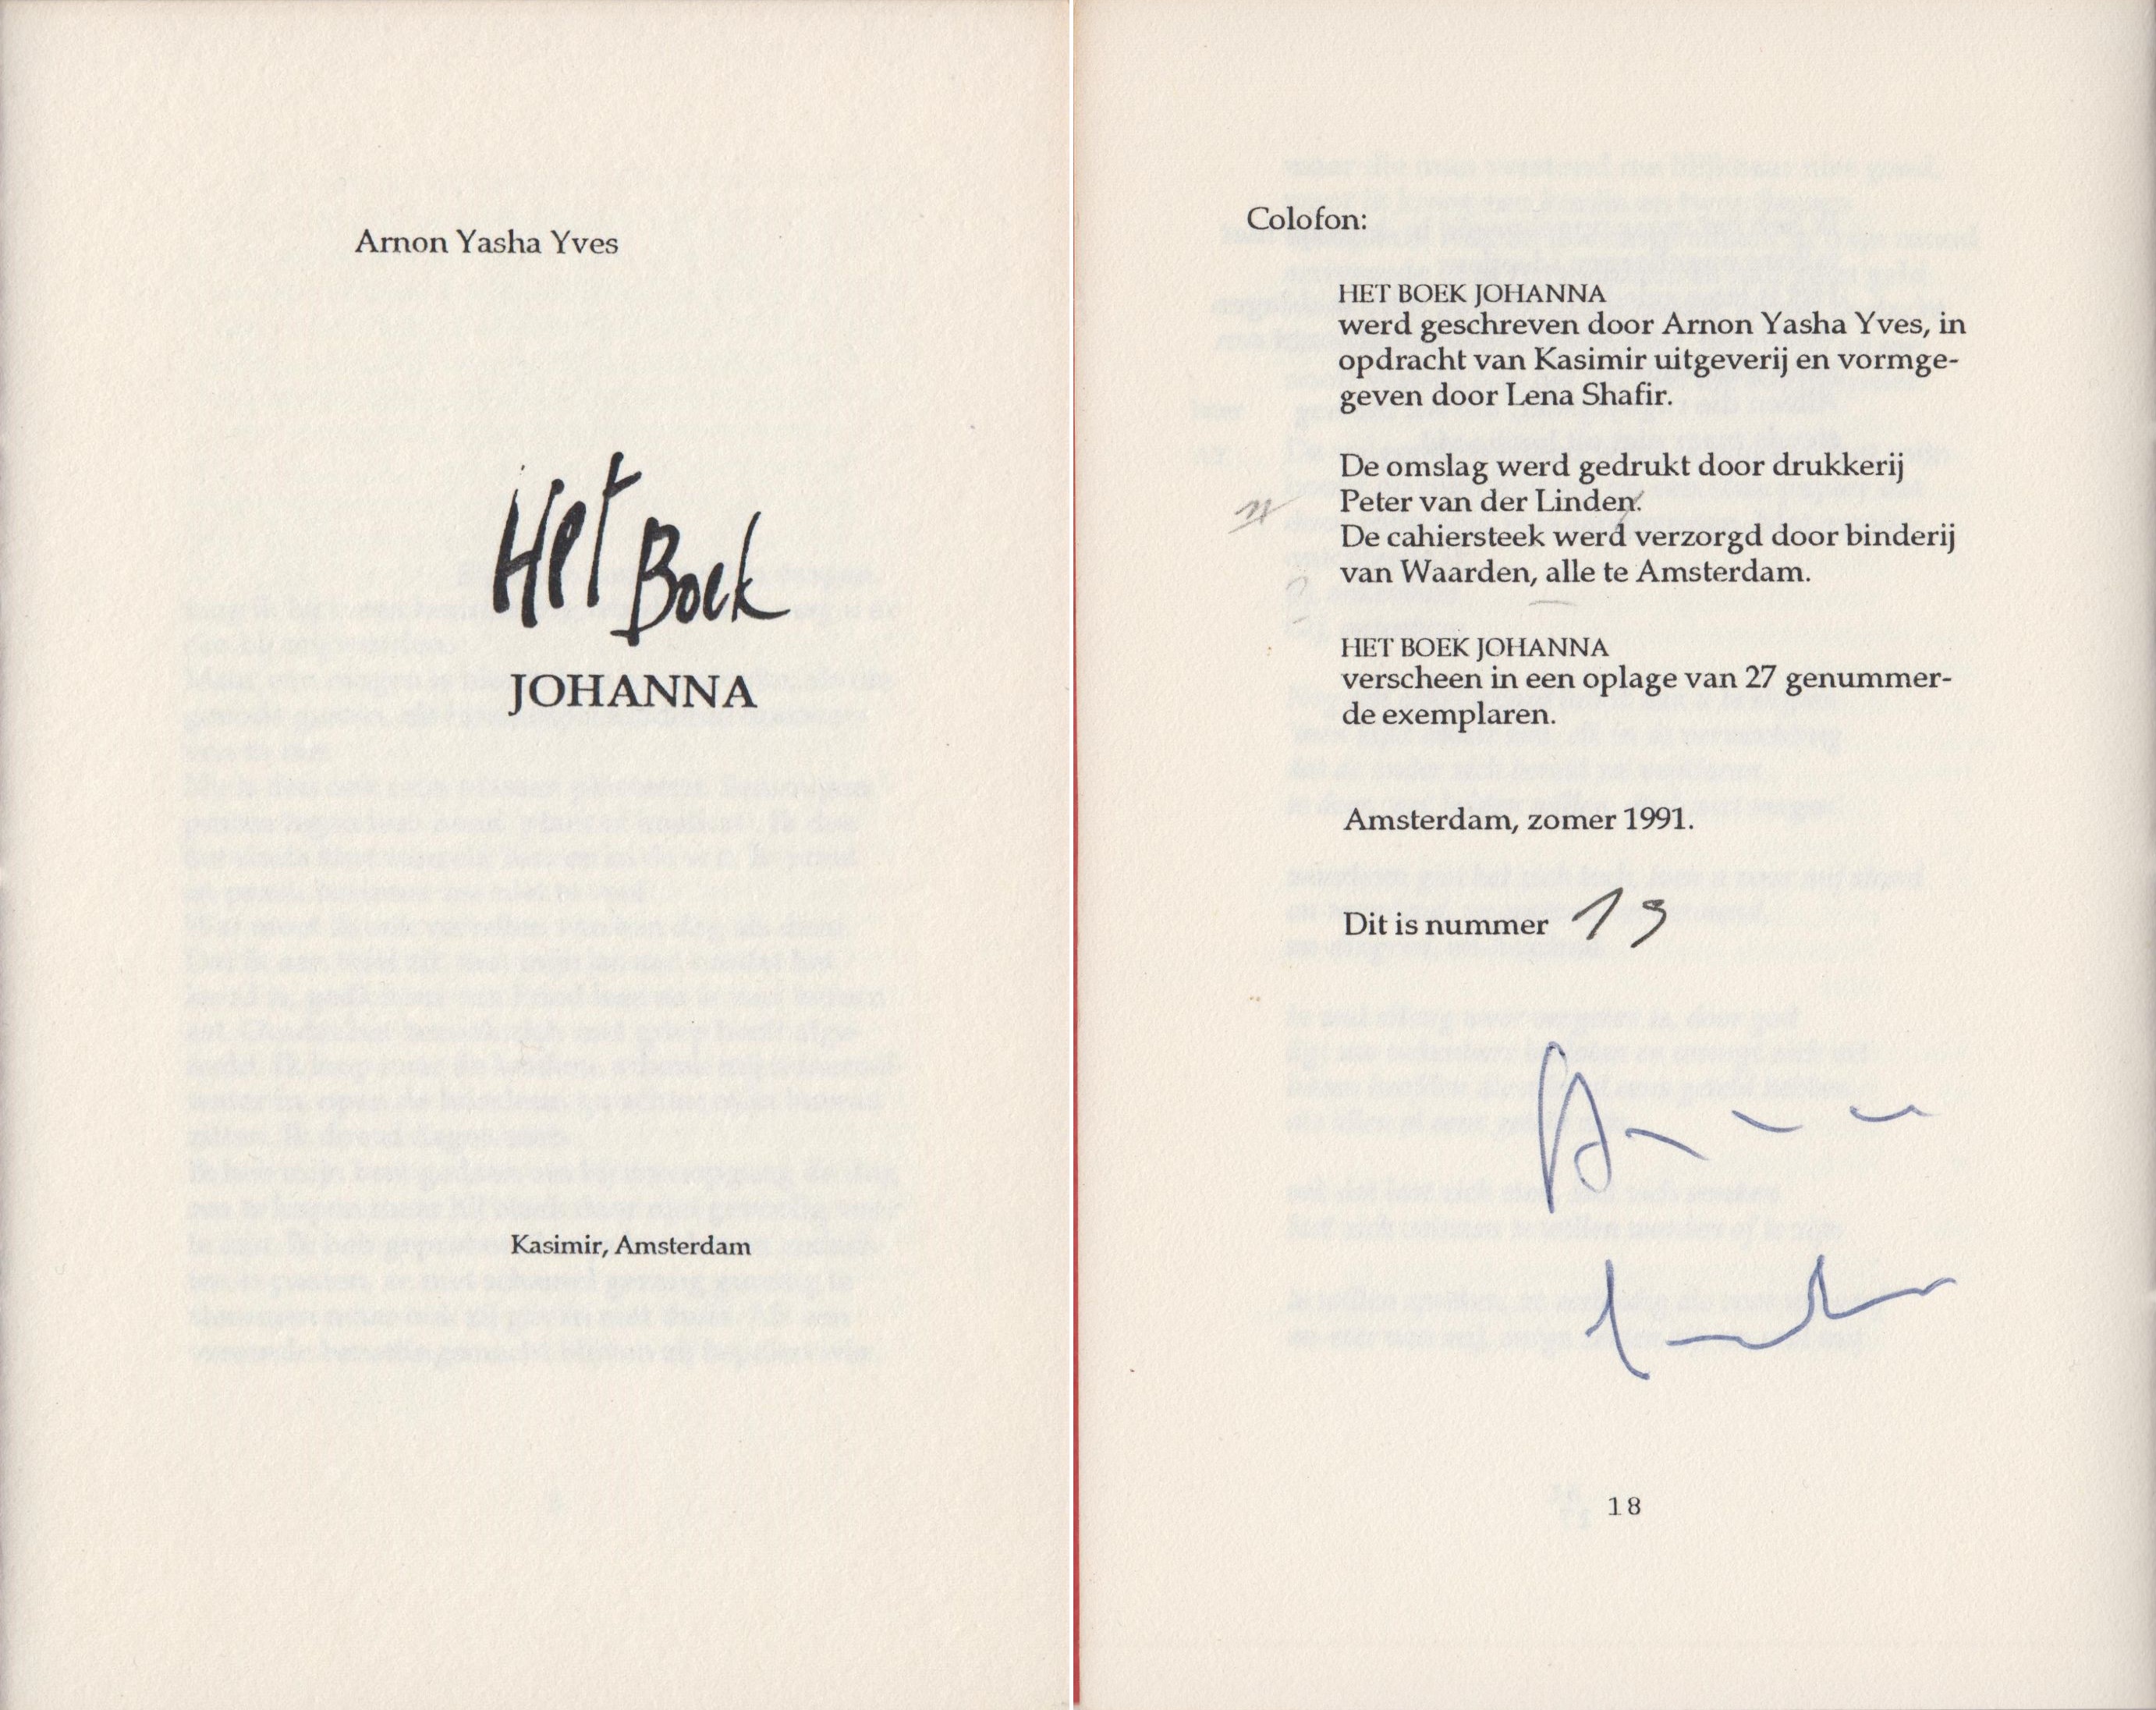 Arnon Yasha Yves
Het Boek
JOHANNA
Kasimir, Amsterdam
Colofon:
HET BOEK JOHANNA
werd geschreven door Arnon Yasha Yves, in
opdracht van Kasimir uitgeverij en vormge-
geven door Lena Shafir.
De omslag werd gedrukt door drukkerij
Peter van der Linden.
De cahiersteek werd verzorgd door binderij
van Waarden, alle te Amsterdam.
HET BOEK JOHANNA
verscheen in een oplage van 27 genummer-
de exemplaren.
Amsterdam, zomer 1991.
Dit is nummer 19
18